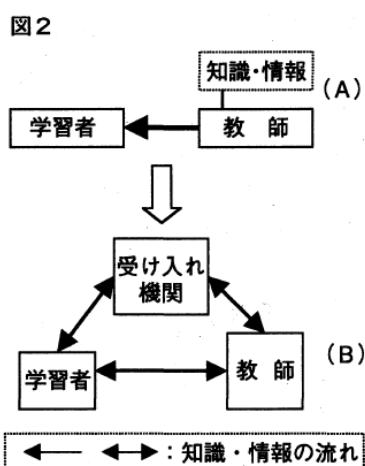 図2
知識・情報
(A)
学習者
教 師
受け入れ
機関
学習者
教 師
(B)
:知識・情報の流れ